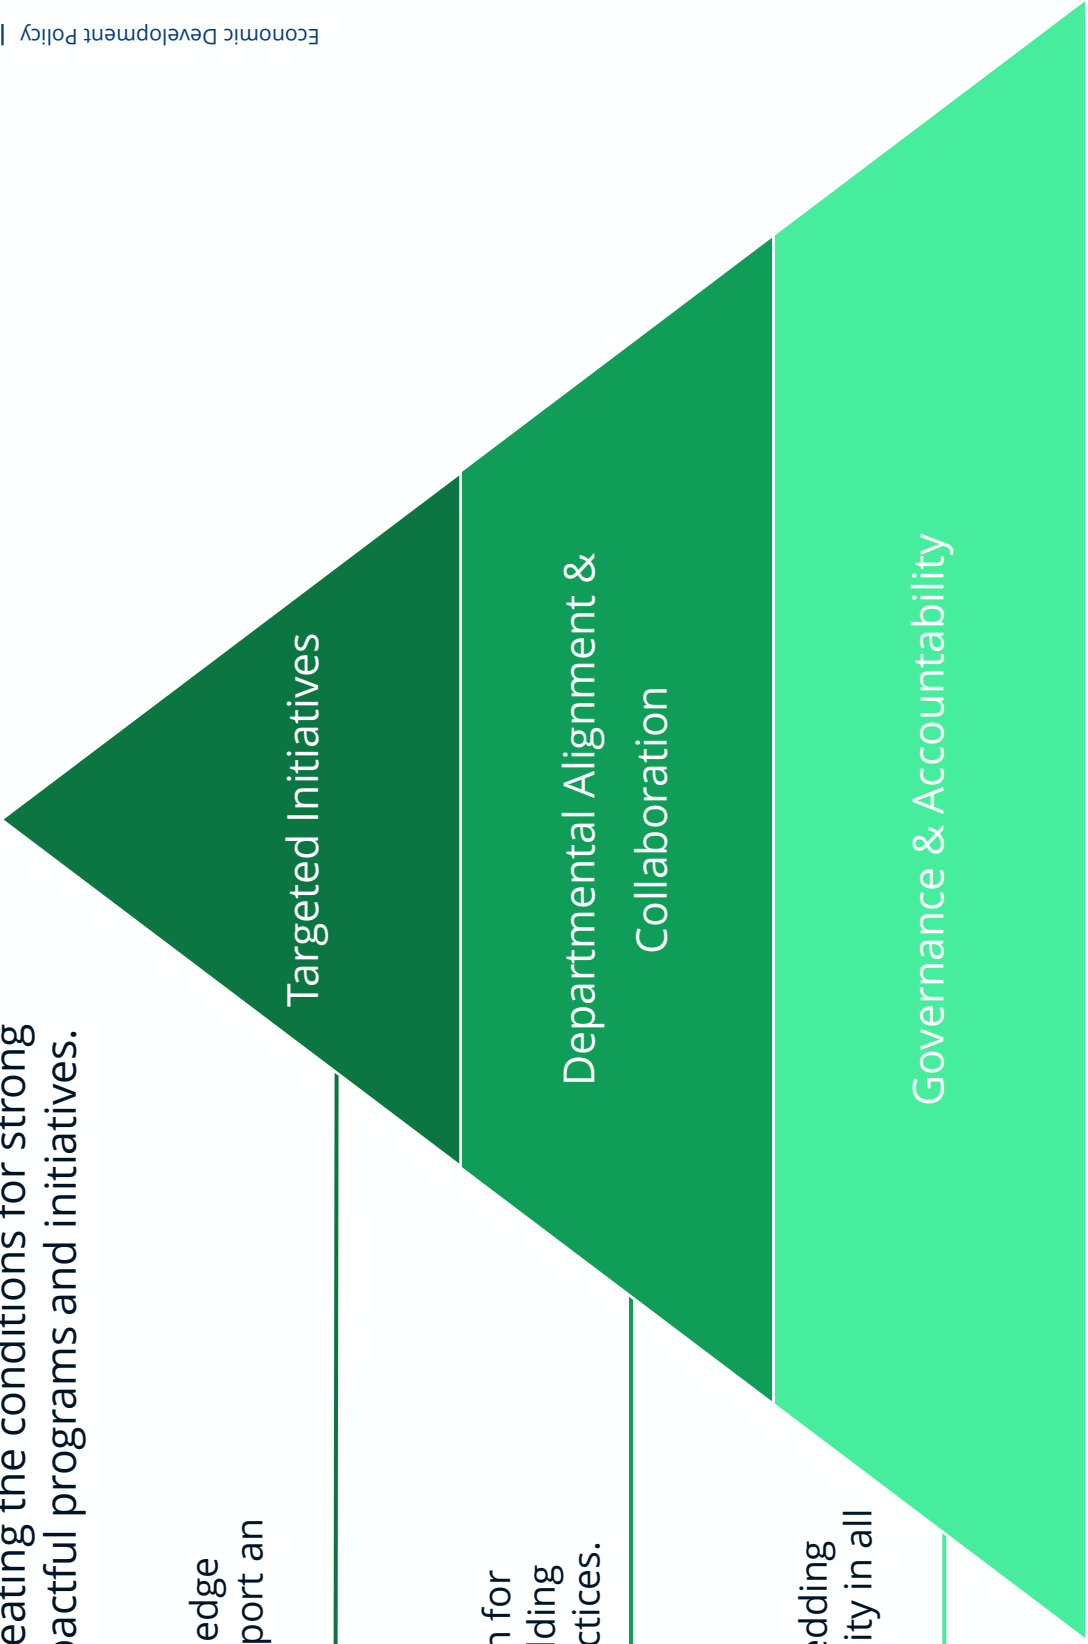 Economic Development Policy |
eating the conditions for strong
pactful programs and initiatives.
edge
port an
n for
lding
ctices.
edding
ity in all
Targeted Initiatives
Departmental Alignment &
Collaboration
Governance & Accountability